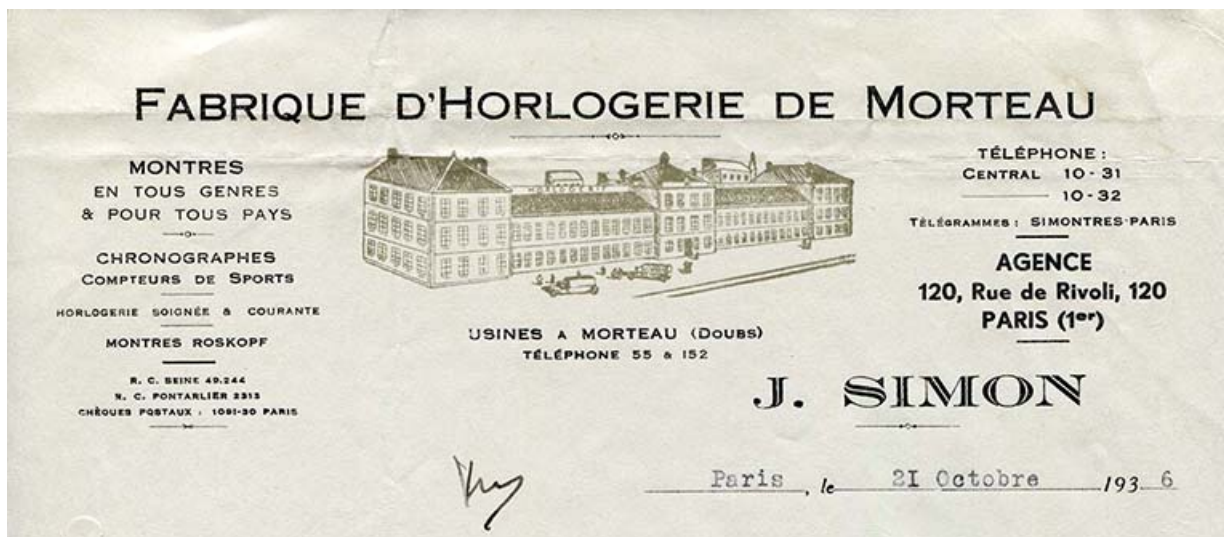 FABRIQUE D'HORLOGERIE DE MORTEAU
MONTRES
EN TOUS GENRES
& POUR TOUS PAYS
CHRONOGRAPHES
COMPTEURS DE SPORTS
HORLOGERIE SOIGNÉE & COURANTE
MONTRES ROSKOPF
R. C. SEINE 49.244
R. C. PONTARLIER 2313
CHÈQUES POSTAUX : 1091-30 PARIS
HORLOGERIE
USINES A MORTEAU (DOUBS)
TÉLÉPHONE 55 & 152
TÉLÉPHONE :
CENTRAL 10-31
10-32
TÉLÉGRAMMES : SIMONTRES-PARIS
AGENCE
120, Rue de Rivoli, 120
PARIS (1er)
J. SIMON
Paris, le 2I Octobre 1936